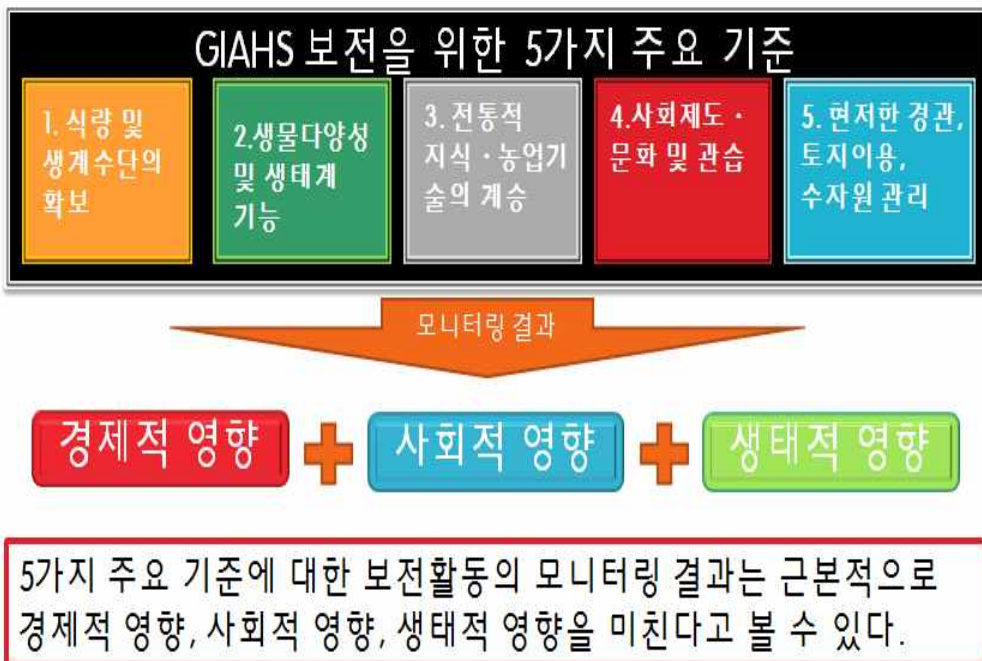 GIAHS 보전을 위한 5가지 주요 기준
1. 식량 및
생계수단의
확보
2.생물다양성
및 생태계
기능
3. 전통적
지식·농업기
술의 계승
4.사회제도·
문화 및 관습
5. 현저한 경관,
토지이용,
수자원 관리
모니터링 결과
경제적 영향
사회적 영향
생태적 영향
5가지 주요 기준에 대한 보전활동의 모니터링 결과는 근본적으로
경제적 영향, 사회적 영향, 생태적 영향을 미친다고 볼 수 있다.